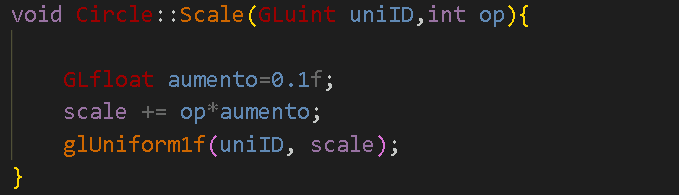 void Circle::Scale(GLuint uniID,int op){
GLfloat aumento=0.1f;
scale += op*aumento;
glUniform1f(uniID, scale);
}